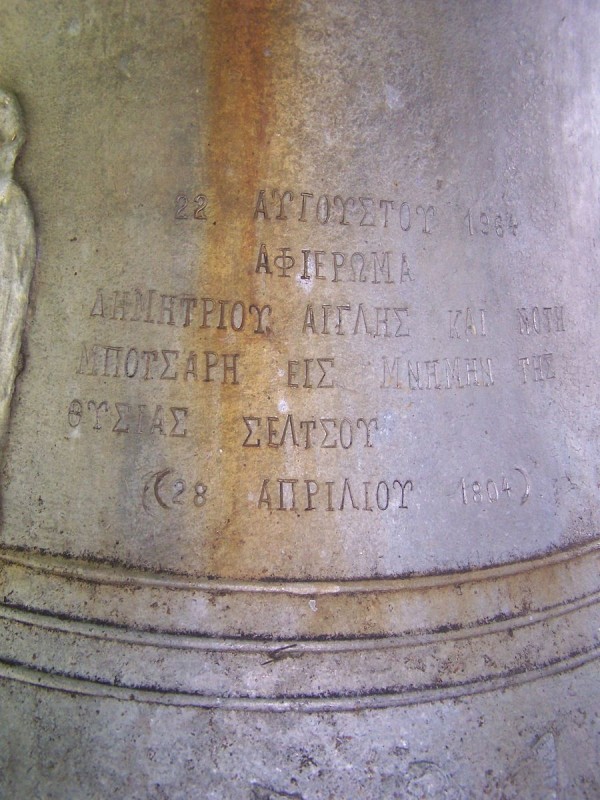 22 ΑΥΓΟΥΣΤΟΥ 1964
ΑΦΙΕΡΩΜΑ
ΔΗΜΗΤΡΙΟΥ, ΑΙΓΛΗΣ ΚΑΙ ΝΟΤΗ
ΜΠΟΤΣΑΡΗ ΕΙΣ ΜΝΗΜΗΝ ΤΗΣ
ΘΥΣΙΑΣ ΣΕΛΤΣΟΥ
(28 ΑΠΡΙΛΙΟΥ 1804)